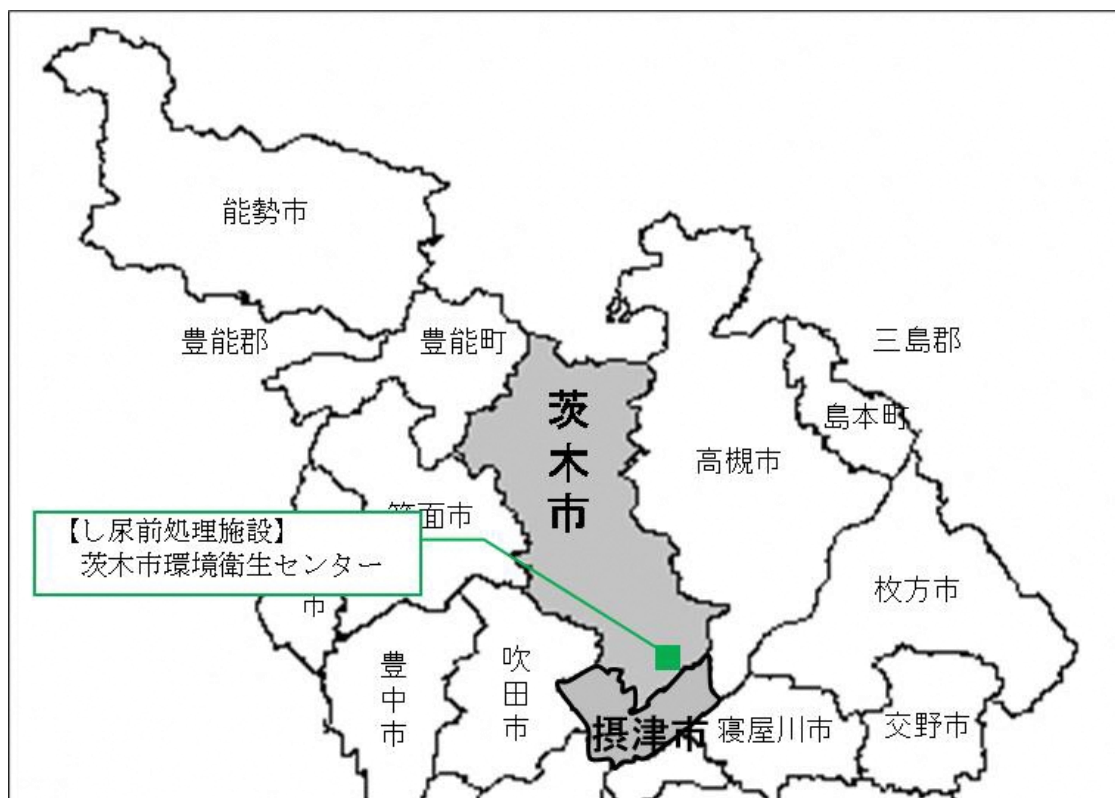 能勢市
豊能郡
豊能町
三島郡
茨木市
島本町
高槻市
箕面市
【し尿前処理施設】
茨木市環境衛生センター
市
枚方市
豊中市
吹田市
摂津市
寝屋川市
交野市